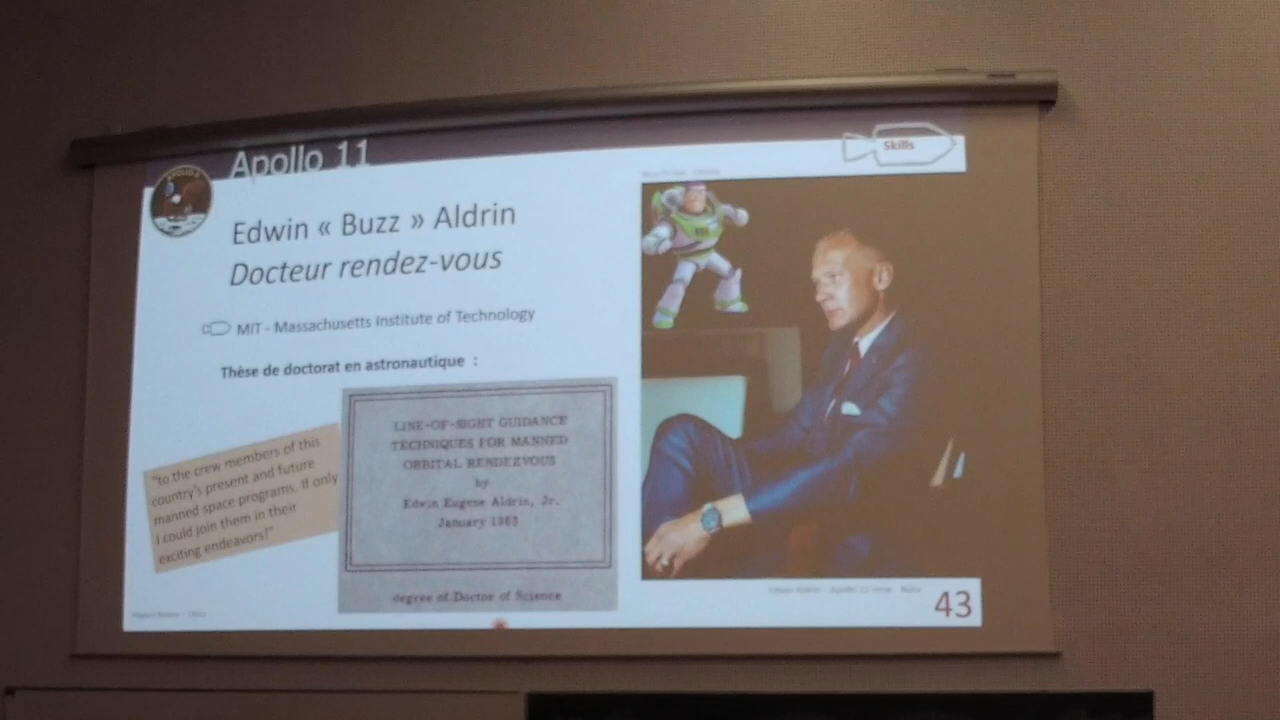 Apollo 11
Skills
Edwin « Buzz » Aldrin
Docteur rendez-vous
MIT - Massachusetts Institute of Technology
Thèse de doctorat en astronautique :
"to the crew members of this
country's present and future
manned space programs. If only
I could join them in their
exciting endeavors!"
LINE-OF-SIGHT GUIDANCE
TECHNIQUES FOR MANNED
ORBITAL RENDEZVOUS
by
Edwin Eugene Aldrin, Jr.
January 1963
degree of Doctor of Science
43